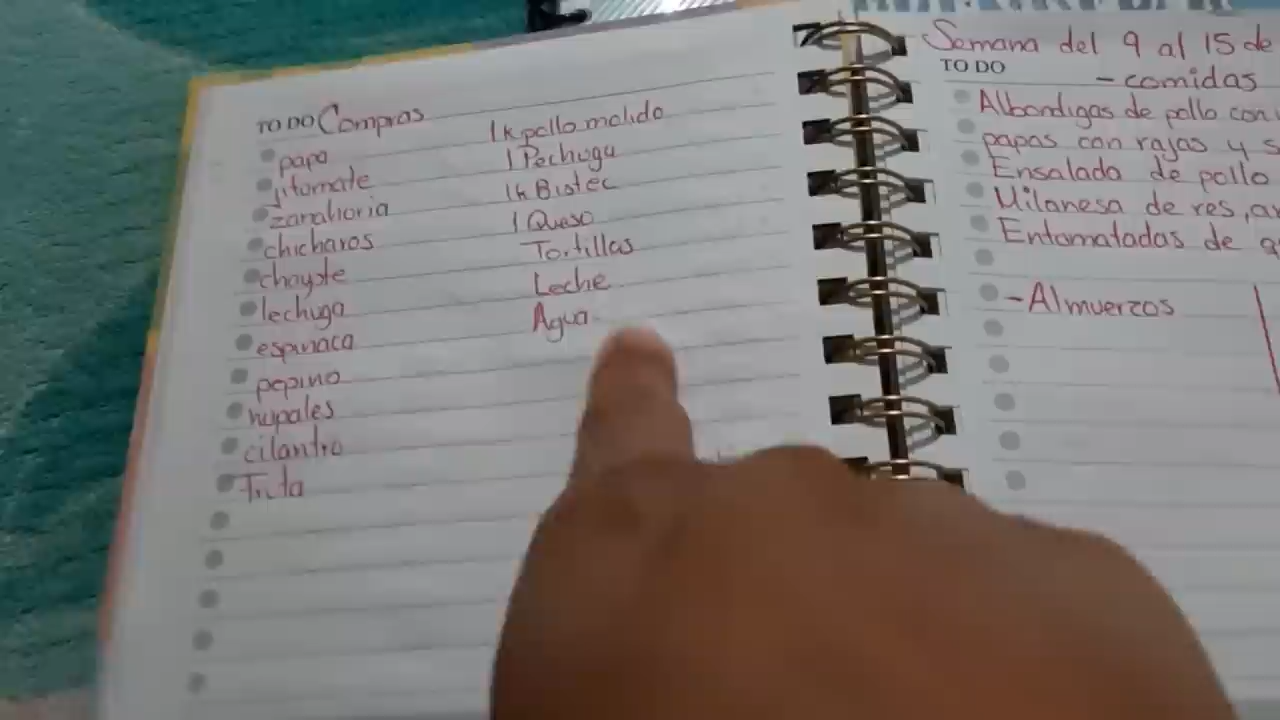 TO DO Compras
papa
jitomate
zanahoria
chicharos
chayote
lechuga
espinaca
pepino
nopales
cilantro
Fruta
1k pollo molido
1 Pechuga
1k Bistec
1 Queso
Tortillas
Leche
Agua
Semana del 9 al 15 de
TO DO
- comidas
Albondigas de pollo con
papas con rajas y
Ensalada de pollo
Milanesa de res,
Entomatadas de
- Almuerzos